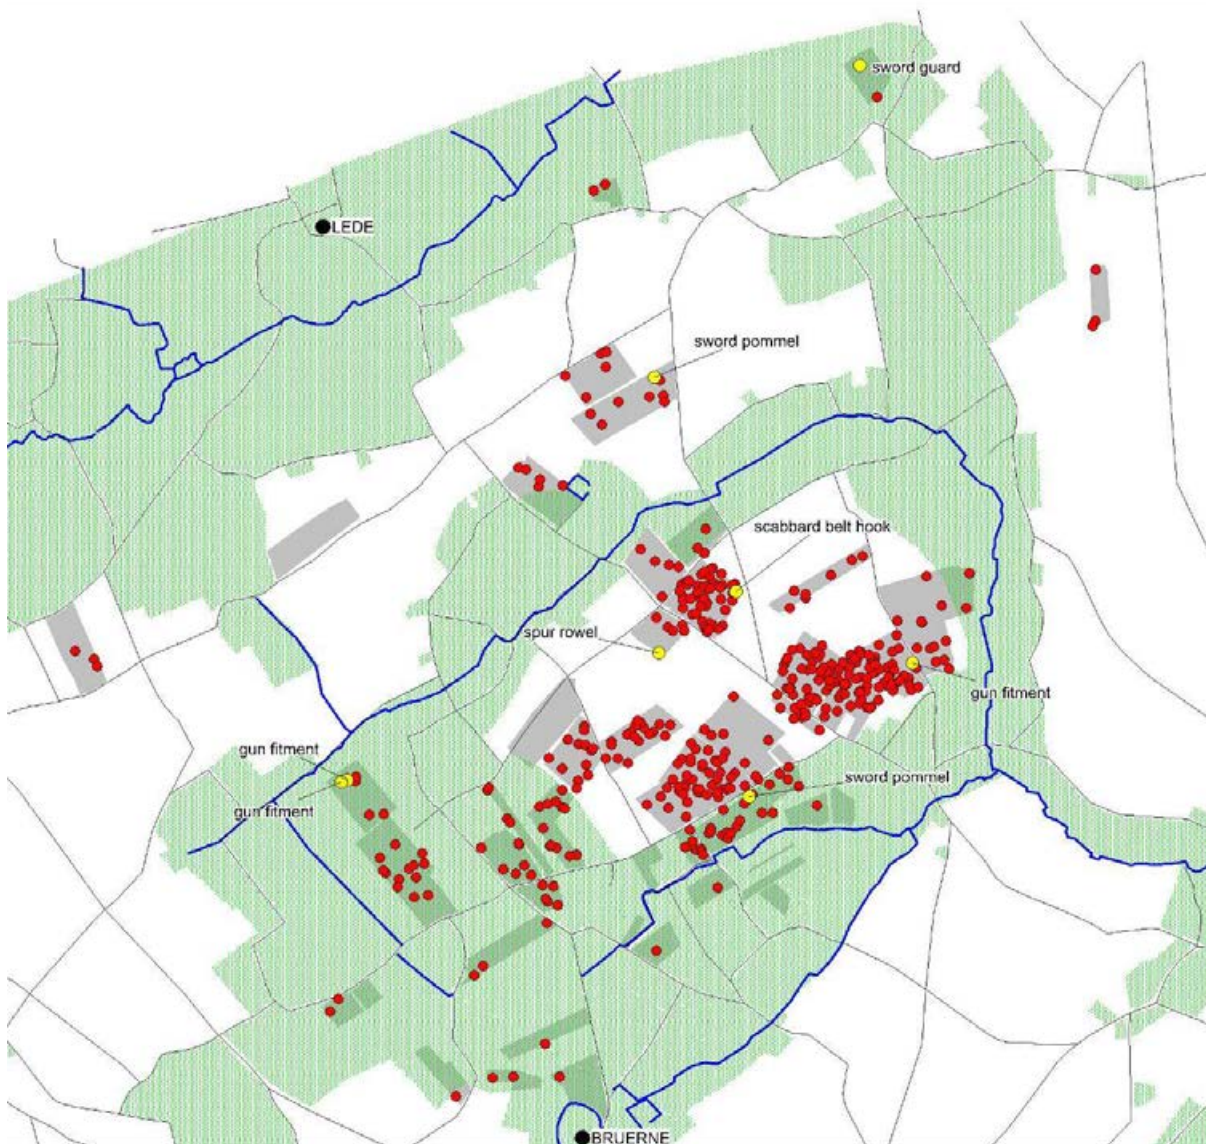 sword guard
LEDE
sword pommel
scabbard belt hook
spur rowel
gun fitment
gun fitment
sword pommel
gun fitment
BRUERNE